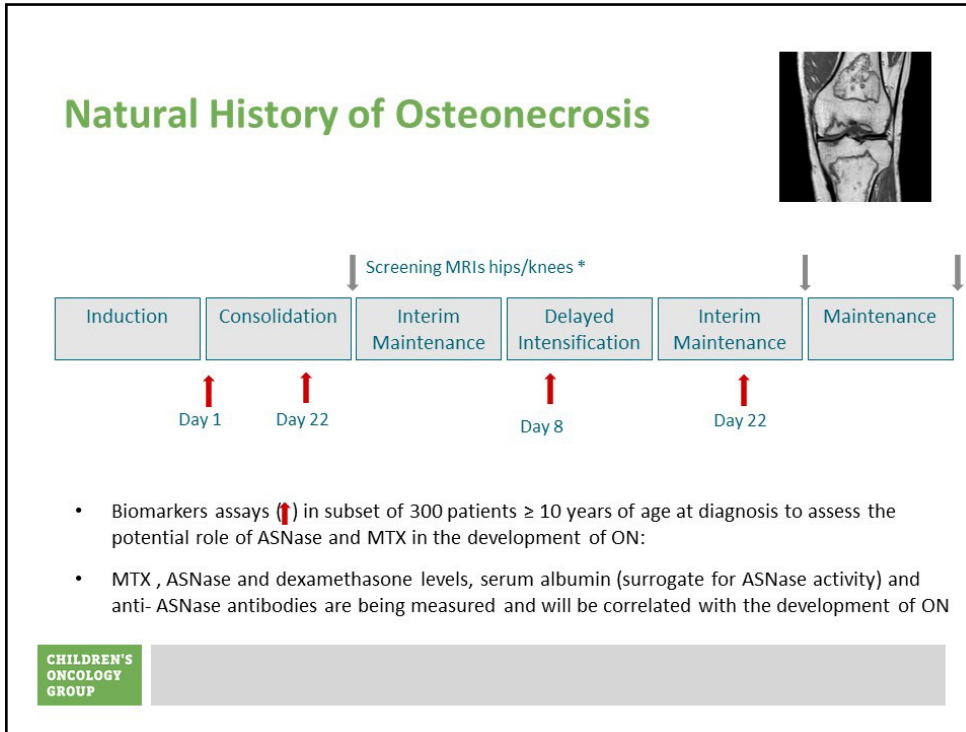 Natural History of Osteonecrosis
Screening MRIs hips/knees *
Induction
Consolidation
Interim
Maintenance
Delayed
Intensification
Interim
Maintenance
Maintenance
Day 1
Day 22
Day 8
Day 22
• Biomarkers assays ( ) in subset of 300 patients ≥ 10 years of age at diagnosis to assess the
potential role of ASNase and MTX in the development of ON:
• MTX , ASNase and dexamethasone levels, serum albumin (surrogate for ASNase activity) and
anti- ASNase antibodies are being measured and will be correlated with the development of ON
CHILDREN'S
ONCOLOGY
GROUP